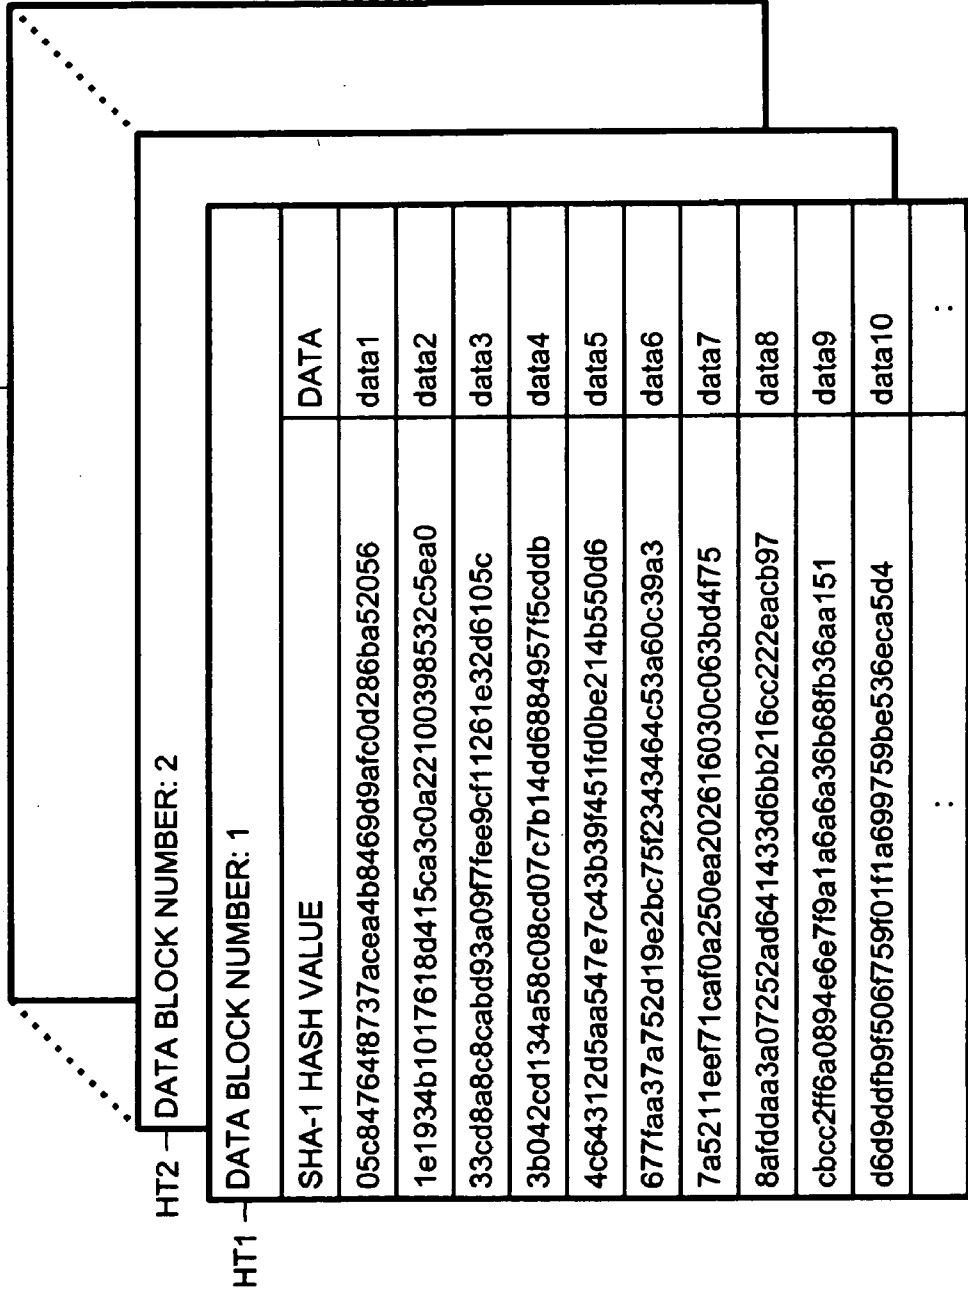 HT2
DATA BLOCK NUMBER: 2
HT1
DATA BLOCK NUMBER: 1
SHA-1 HASH VALUE DATA
05c84764f8737acea4b8469d9afc0d286ba52056 data1
1e1934b1017618d415ca3c0a2210039853​2c5ea0 data2
33cd8a8c8cabd93a09f7fee9cf11261e32d6105c data3
3b042cd134a58c08cd07c7b14dd6884957f5cddb data4
4c64312d5aa547e7c43b39f451fd0be214b550d6 data5
677faa37a752d19e2bc75f2343464c53a60c39a3 data6
7a5211eef71caf0a250ea202616030c063bd4f75 data7
8afddaa3a07252ad641433d6bb216cc222eacb97 data8
cbcc2ff6a0894e6e7f9a1a6a6a36b68fb36aa151 data9
d6d9ddfb9f506f759f01f1a699759be536eca5d4 data10
: :